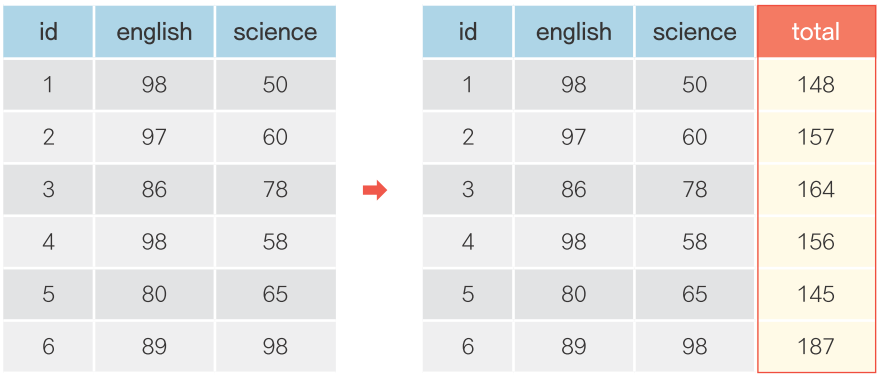 id english science id english science total
1 98 50 1 98 50 148
2 97 60 2 97 60 157
3 86 78 3 86 78 164
4 98 58 4 98 58 156
5 80 65 5 80 65 145
6 89 98 6 89 98 187